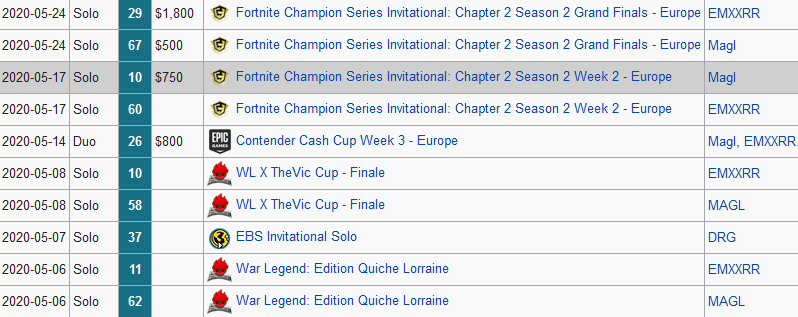 2020-05-24 Solo 29 $1,800 Fortnite Champion Series Invitational: Chapter 2 Season 2 Grand Finals - Europe EMXXRR
2020-05-24 Solo 67 $500 Fortnite Champion Series Invitational: Chapter 2 Season 2 Grand Finals - Europe Magl
2020-05-17 Solo 10 $750 Fortnite Champion Series Invitational: Chapter 2 Season 2 Week 2 - Europe Magl
2020-05-17 Solo 60 Fortnite Champion Series Invitational: Chapter 2 Season 2 Week 2 - Europe EMXXRR
2020-05-14 Duo 26 $800 EPIC GAMES Contender Cash Cup Week 3 - Europe Magl, EMXXRR
2020-05-08 Solo 10 WL X TheVic Cup - Finale EMXXRR
2020-05-08 Solo 58 WL X TheVic Cup - Finale MAGL
2020-05-07 Solo 37 EBS Invitational Solo DRG
2020-05-06 Solo 11 War Legend: Edition Quiche Lorraine EMXXRR
2020-05-06 Solo 62 War Legend: Edition Quiche Lorraine MAGL